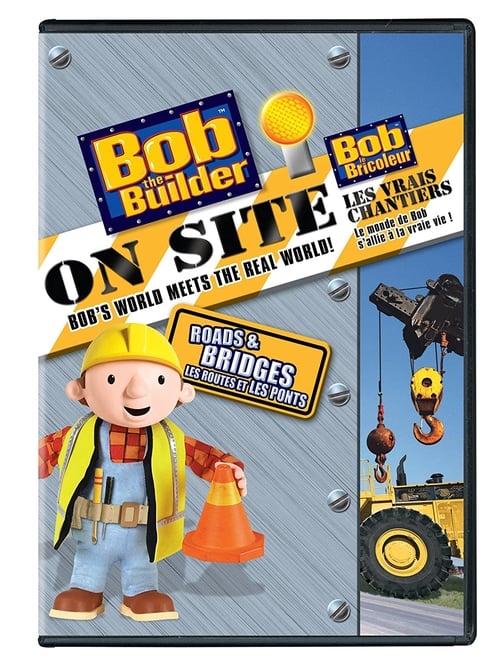 Bob
the
Builder
Bob
le
Bricoleur
ON SITE
BOB'S WORLD MEETS THE REAL WORLD!
LES VRAIS
CHANTIERS
Le monde de Bob
s'allie à la vraie vie !
ROADS &
BRIDGES
LES ROUTES ET LES PONTS